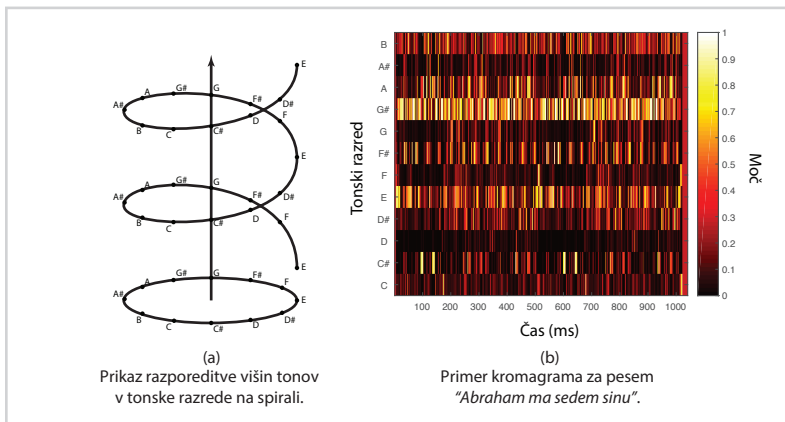 E
G# G
A F#
A# D#
F
B C C# D
E
G# G
A F#
A#
F
B C C# D
E
G# G F#
A F
A# E
B D#
C C# D
(a)
Prikaz razporeditve višin tonov
v tonske razrede na spirali.
Tonski razred
B
A#
A
G#
G
F#
F
E
D#
D
C#
C
100 200 300 400 500 600 700 800 900 1000
Čas (ms)
1
0.9
0.8
0.7
0.6
0.5
0.4
0.3
0.2
0.1
0
Moč
(b)
Primer kromagrama za pesem
“Abraham ma sedem sinu”.